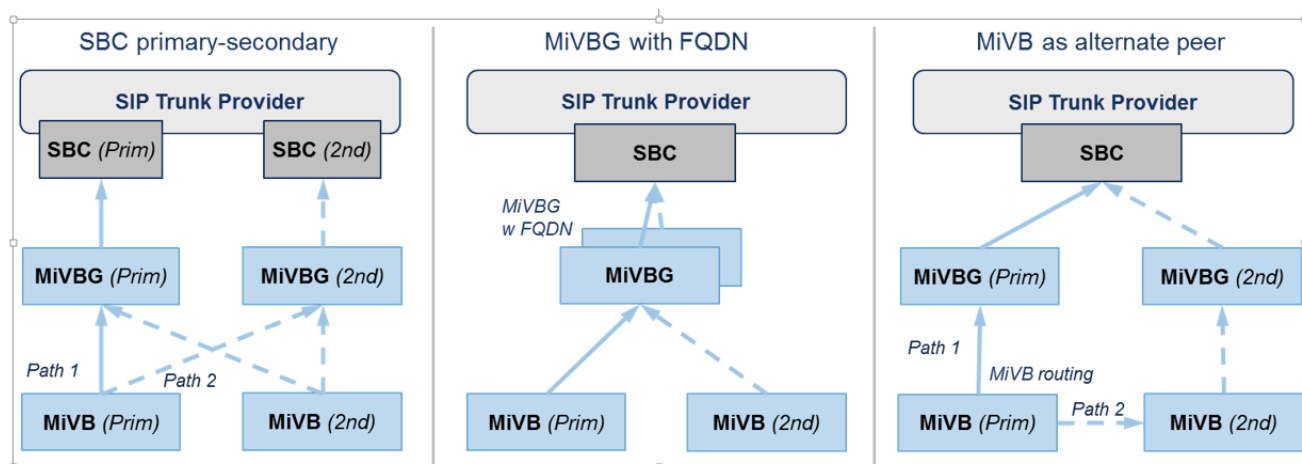 SBC primary-secondary
SIP Trunk Provider
SBC (Prim)
SBC (2nd)
MiVBG (Prim)
MiVBG (2nd)
Path 1
Path 2
MiVB (Prim)
MiVB (2nd)
MiVBG with FQDN
SIP Trunk Provider
SBC
MiVBG
w FQDN
MiVBG
MiVB (Prim)
MiVB (2nd)
MiVB as alternate peer
SIP Trunk Provider
SBC
MiVBG (Prim)
MiVBG (2nd)
Path 1
MiVB routing
Path 2
MiVB (Prim)
MiVB (2nd)